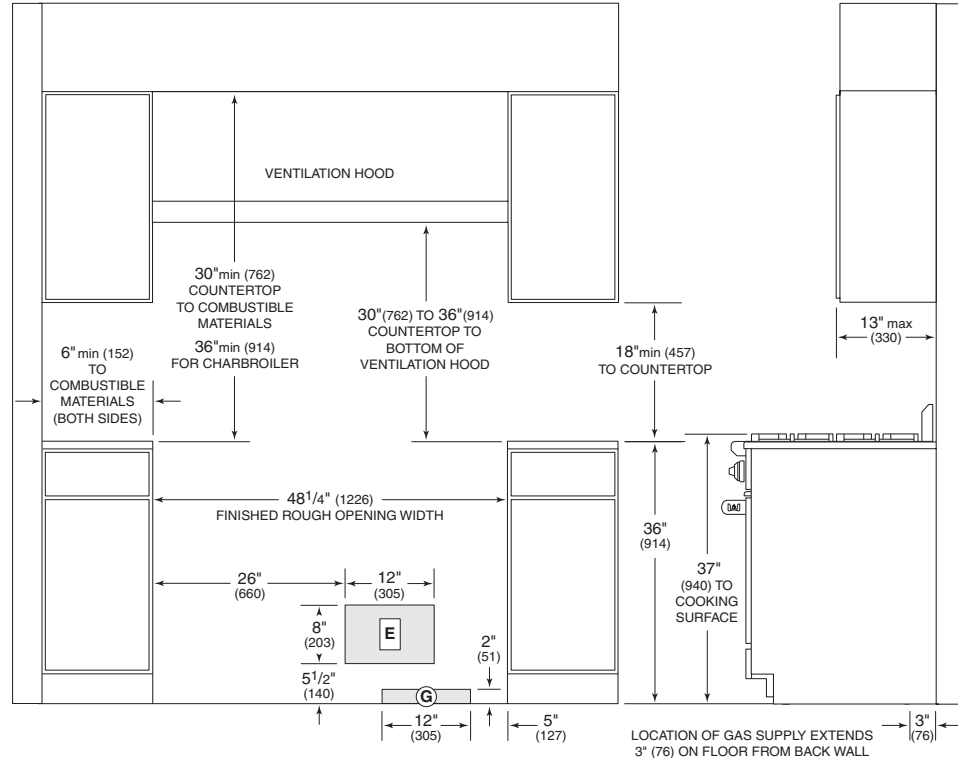 VENTILATION HOOD
30" min (762)
COUNTERTOP
TO COMBUSTIBLE
MATERIALS
36" min (914)
FOR CHARBROILER
30" (762) TO 36" (914)
COUNTERTOP TO
BOTTOM OF
VENTILATION HOOD
6" min (152)
TO
COMBUSTIBLE
MATERIALS
(BOTH SIDES)
18" min (457)
TO COUNTERTOP
13" max
(330)
48 1/4" (1226)
FINISHED ROUGH OPENING WIDTH
36"
(914)
37"
(940) TO
COOKING
SURFACE
26"
(660)
12"
(305)
8"
(203)
E
5 1/2"
(140)
2"
(51)
G
12"
(305)
5"
(127)
LOCATION OF GAS SUPPLY EXTENDS
3" (76) ON FLOOR FROM BACK WALL
3"
(76)